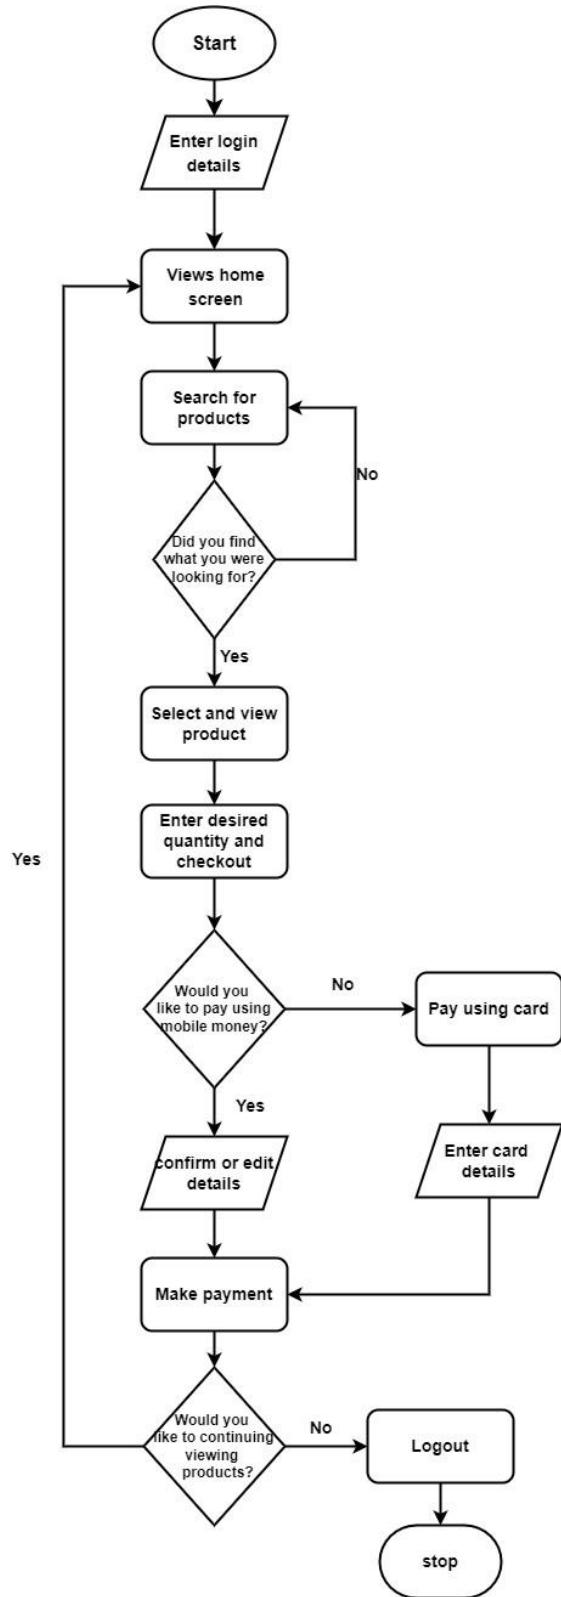 Start
Enter login
details
Views home
screen
Search for
products
No
Did you find
what you were
looking for?
Yes
Select and view
product
Enter desired
quantity and
checkout
Yes
Would you
like to pay using
mobile money?
No
Pay using card
Yes
confirm or edit
details
Enter card
details
Make payment
Would you
like to continuing
viewing
products?
No
Logout
stop